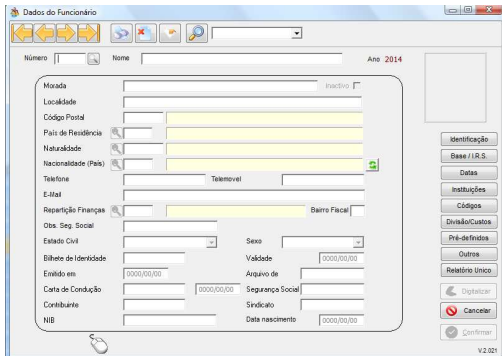 Dados do Funcionário
Número Nome Ano 2014
Morada inactivo
Localidade
Código Postal
País de Residência
Naturalidade
Nacionalidade (País)
Telefone Telemovel
E-Mail
Repartição Finanças Bairro Fiscal
Obs. Seg. Social
Estado Civil Sexo
Bilhete de Identidade Validade 0000/00/00
Emitido em 0000/00/00 Arquivo de
Carta de Condução 0000/00/00 Segurança Social
Contribuinte Sindicato
NIB Data nascimento 0000/00/00
Identificação
Base / I.R.S.
Datas
Instituições
Códigos
Divisão/Custos
Pré-definidos
Outros
Relatório Unico
Digitalizar
Cancelar
Confirmar
V.2.021